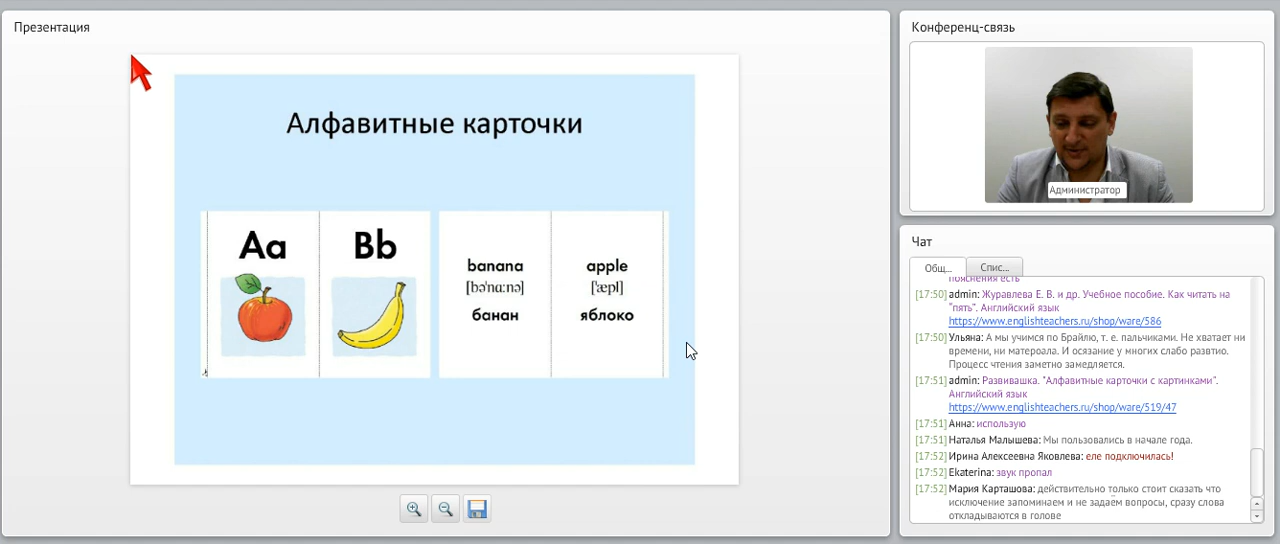 Презентация
Алфавитные карточки
Aa
Bb
banana
[bə'nɑːnə]
банан
apple
['æpl]
яблоко
Конференц-связь
Администратор
Чат
Общ...
Спис...
пояснения есть
[17:50] admin: Журавлева Е. В. и др. Учебное пособие. Как читать на
"пять". Английский язык
https://www.englishteachers.ru/shop/ware/586
[17:50] Ульяна: А мы учимся по Брайлю, т. е. пальчиками. Не хватает ни
времени, ни матероала. И осязание у многих слабо развтио.
Процесс чтения заметно замедляется.
[17:51] admin: Развивашка. "Алфавитные карточки с картинками".
Английский язык
https://www.englishteachers.ru/shop/ware/519/47
[17:51] Анна: использую
[17:51] Наталья Малышева: Мы пользовались в начале года.
[17:52] Ирина Алексеевна Яковлева: еле подключилась!
[17:52] Ekaterina: звук пропал
[17:52] Мария Карташова: действительно только стоит сказать что
исключение запоминаем и не задаём вопросы, сразу слова
откладываются в голове